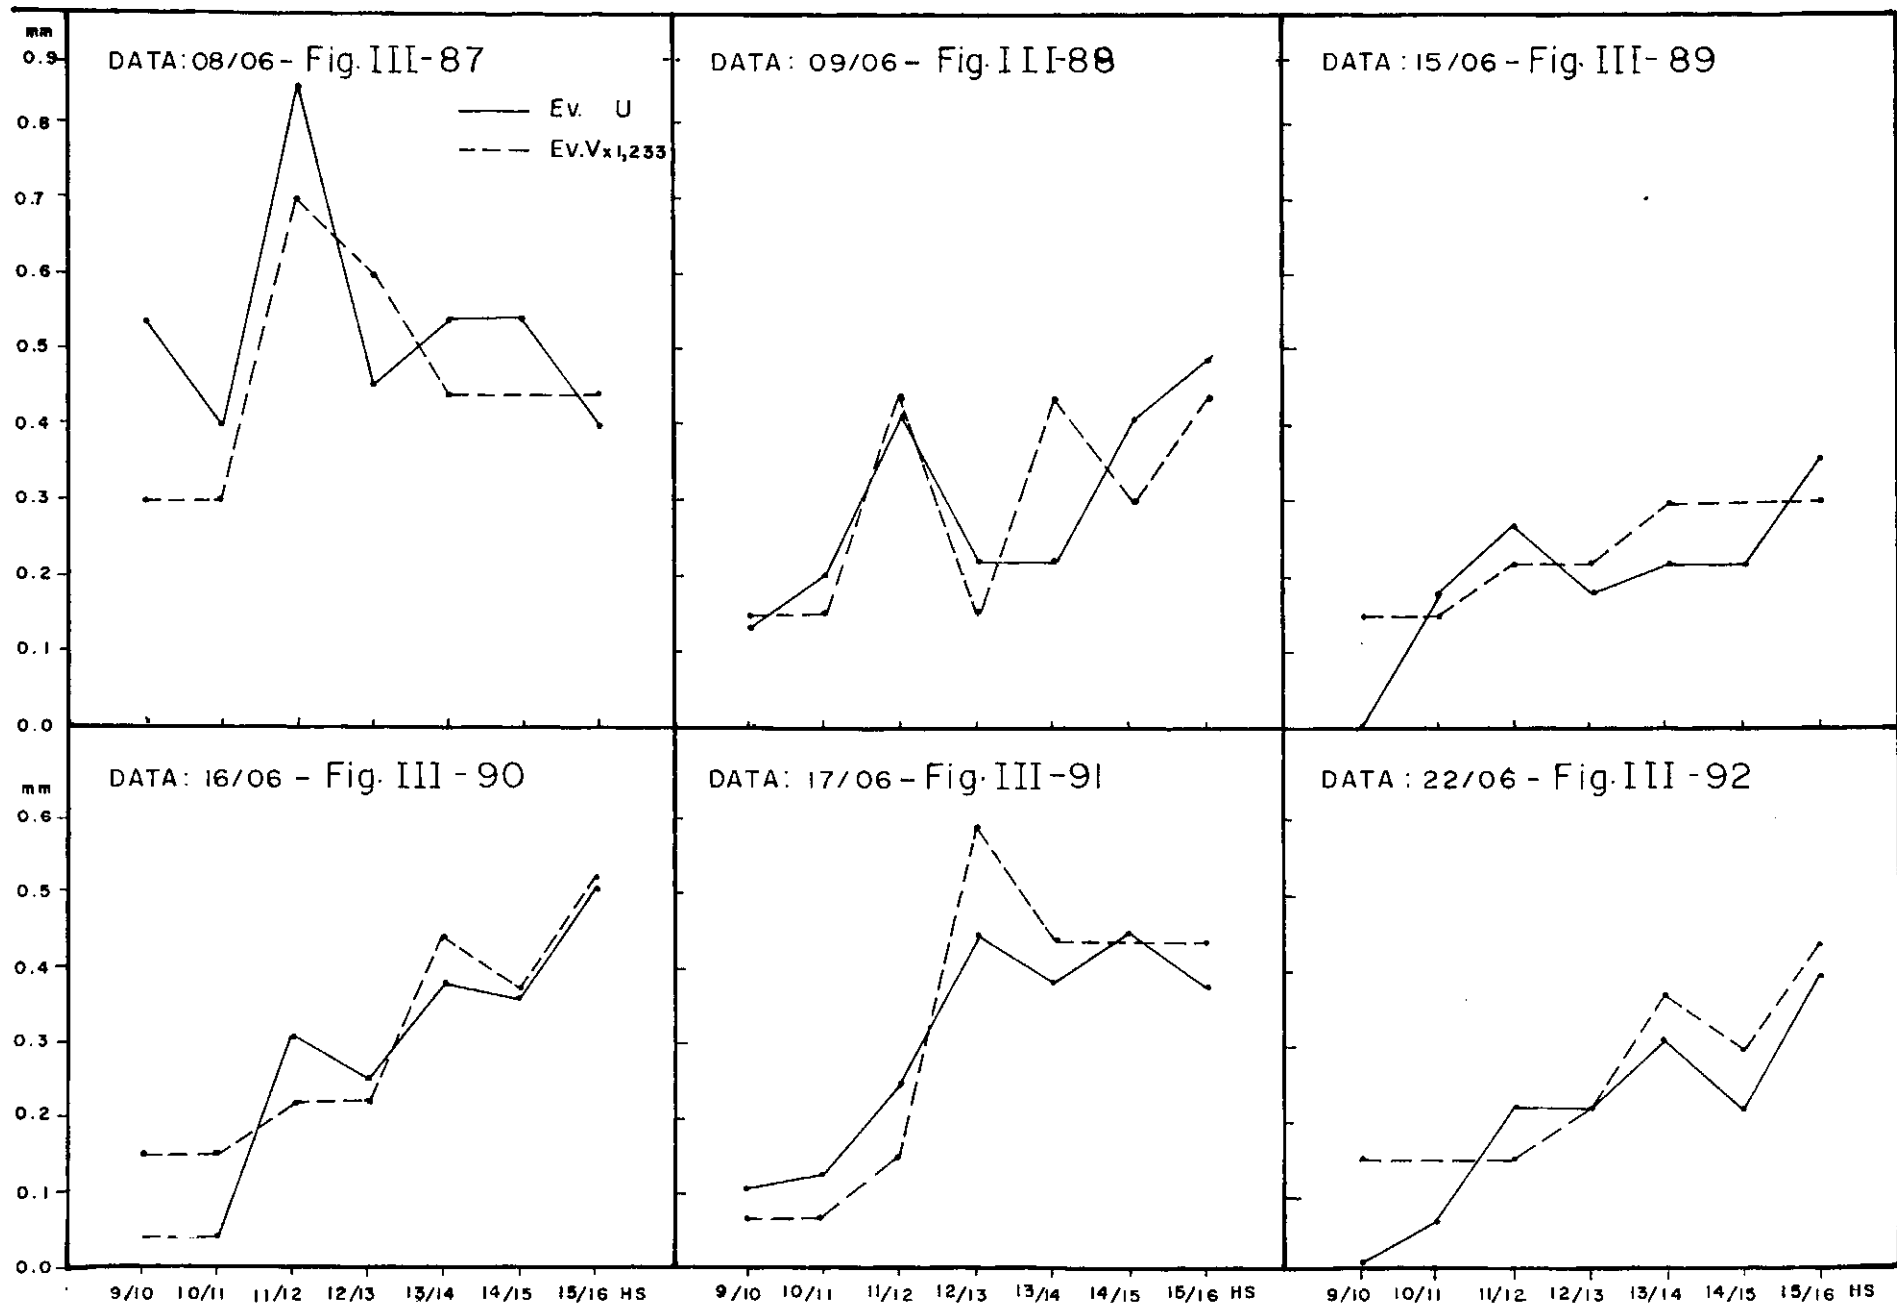 mm
DATA: 08/06 - Fig. III-87
DATA: 09/06 - Fig. III-88
DATA: 15/06 - Fig. III-89
Ev. U
Ev.Vx1,233
0.9
0.8
0.7
0.6
0.5
0.4
0.3
0.2
0.1
0.0
DATA: 16/06 - Fig. III-90
DATA: 17/06 - Fig. III-91
DATA: 22/06 - Fig. III-92
mm
0.6
0.5
0.4
0.3
0.2
0.1
0.0
9/10 10/11 11/12 12/13 13/14 14/15 15/16 HS
9/10 10/11 11/12 12/13 13/14 14/15 15/16 HS
9/10 10/11 11/12 12/13 13/14 14/15 15/16 HS